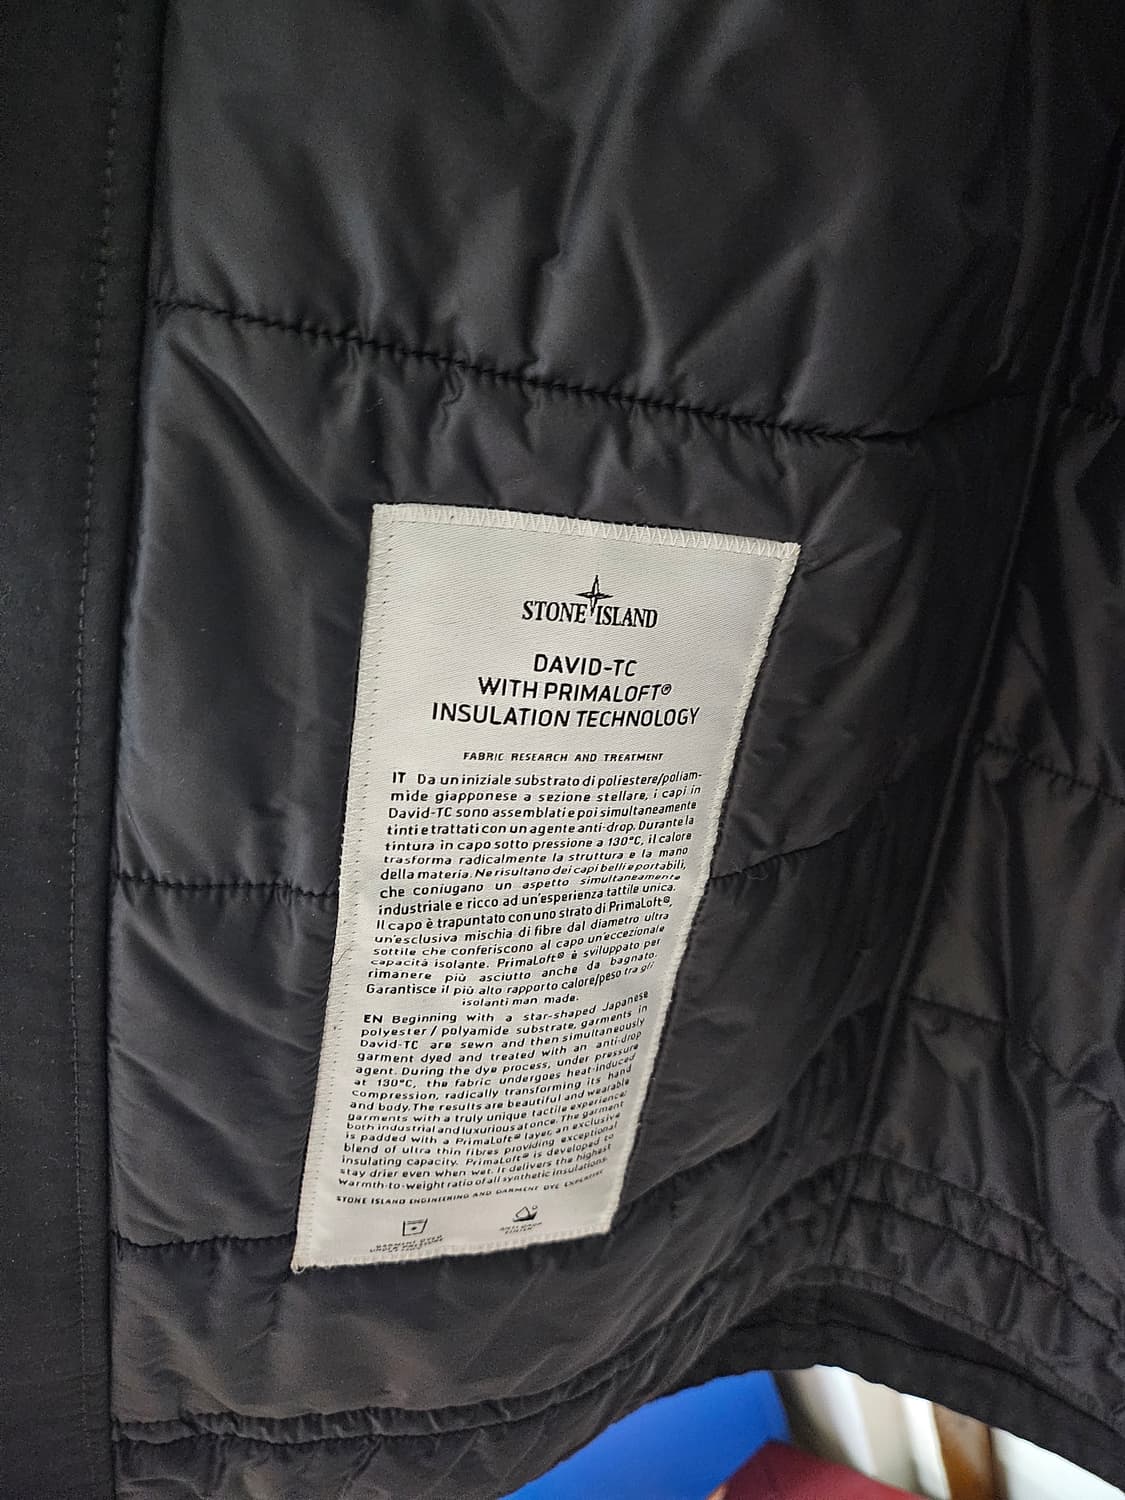 STONE ISLAND
DAVID-TC
WITH PRIMALOFT®
INSULATION TECHNOLOGY
FABRIC RESEARCH AND TREATMENT
IT Da un iniziale substrato di poliestere/poliam-
mide giapponese a sezione stellare, i capi in
David-TC sono assemblati e poi simultaneamente
tinti e trattati con un agente anti-drop. Durante la
tintura in capo sotto pressione a 130°C, il calore
trasforma radicalmente la struttura e la mano
della materia. Ne risultano dei capi belli e portabili,
che coniugano un aspetto simultaneamente
industriale e ricco ad un'esperienza tattile unica.
Il capo è trapuntato con uno strato di PrimaLoft®,
un'esclusiva mischia di fibre dal diametro ultra
sottile che conferiscono al capo un'eccezionale
capacità isolante. PrimaLoft® è sviluppato per
rimanere più asciutto anche da bagnato.
Garantisce il più alto rapporto calore/peso tra gli
isolanti man made.
EN Beginning with a star-shaped Japanese
polyester / polyamide substrate, garments in
David-TC are sewn and then simultaneously
garment dyed and treated with an anti-drop
agent. During the dye process, under pressure
at 130°C, the fabric undergoes heat-induced
compression, radically transforming its hand
and body. The results are beautiful and wearable
garments with a truly unique tactile experience:
both industrial and luxurious at once. The garment
is padded with a PrimaLoft® layer, an exclusive
blend of ultra thin fibres providing exceptional
insulating capacity. PrimaLoft® is developed to
stay drier even when wet. It delivers the highest
warmth-to-weight ratio of all synthetic insulations.
STONE ISLAND ENGINEERING AND GARMENT DYE EXPERTISE
GARMENT DYED
UNDER PRESSURE
ANTI DROP
FINISH